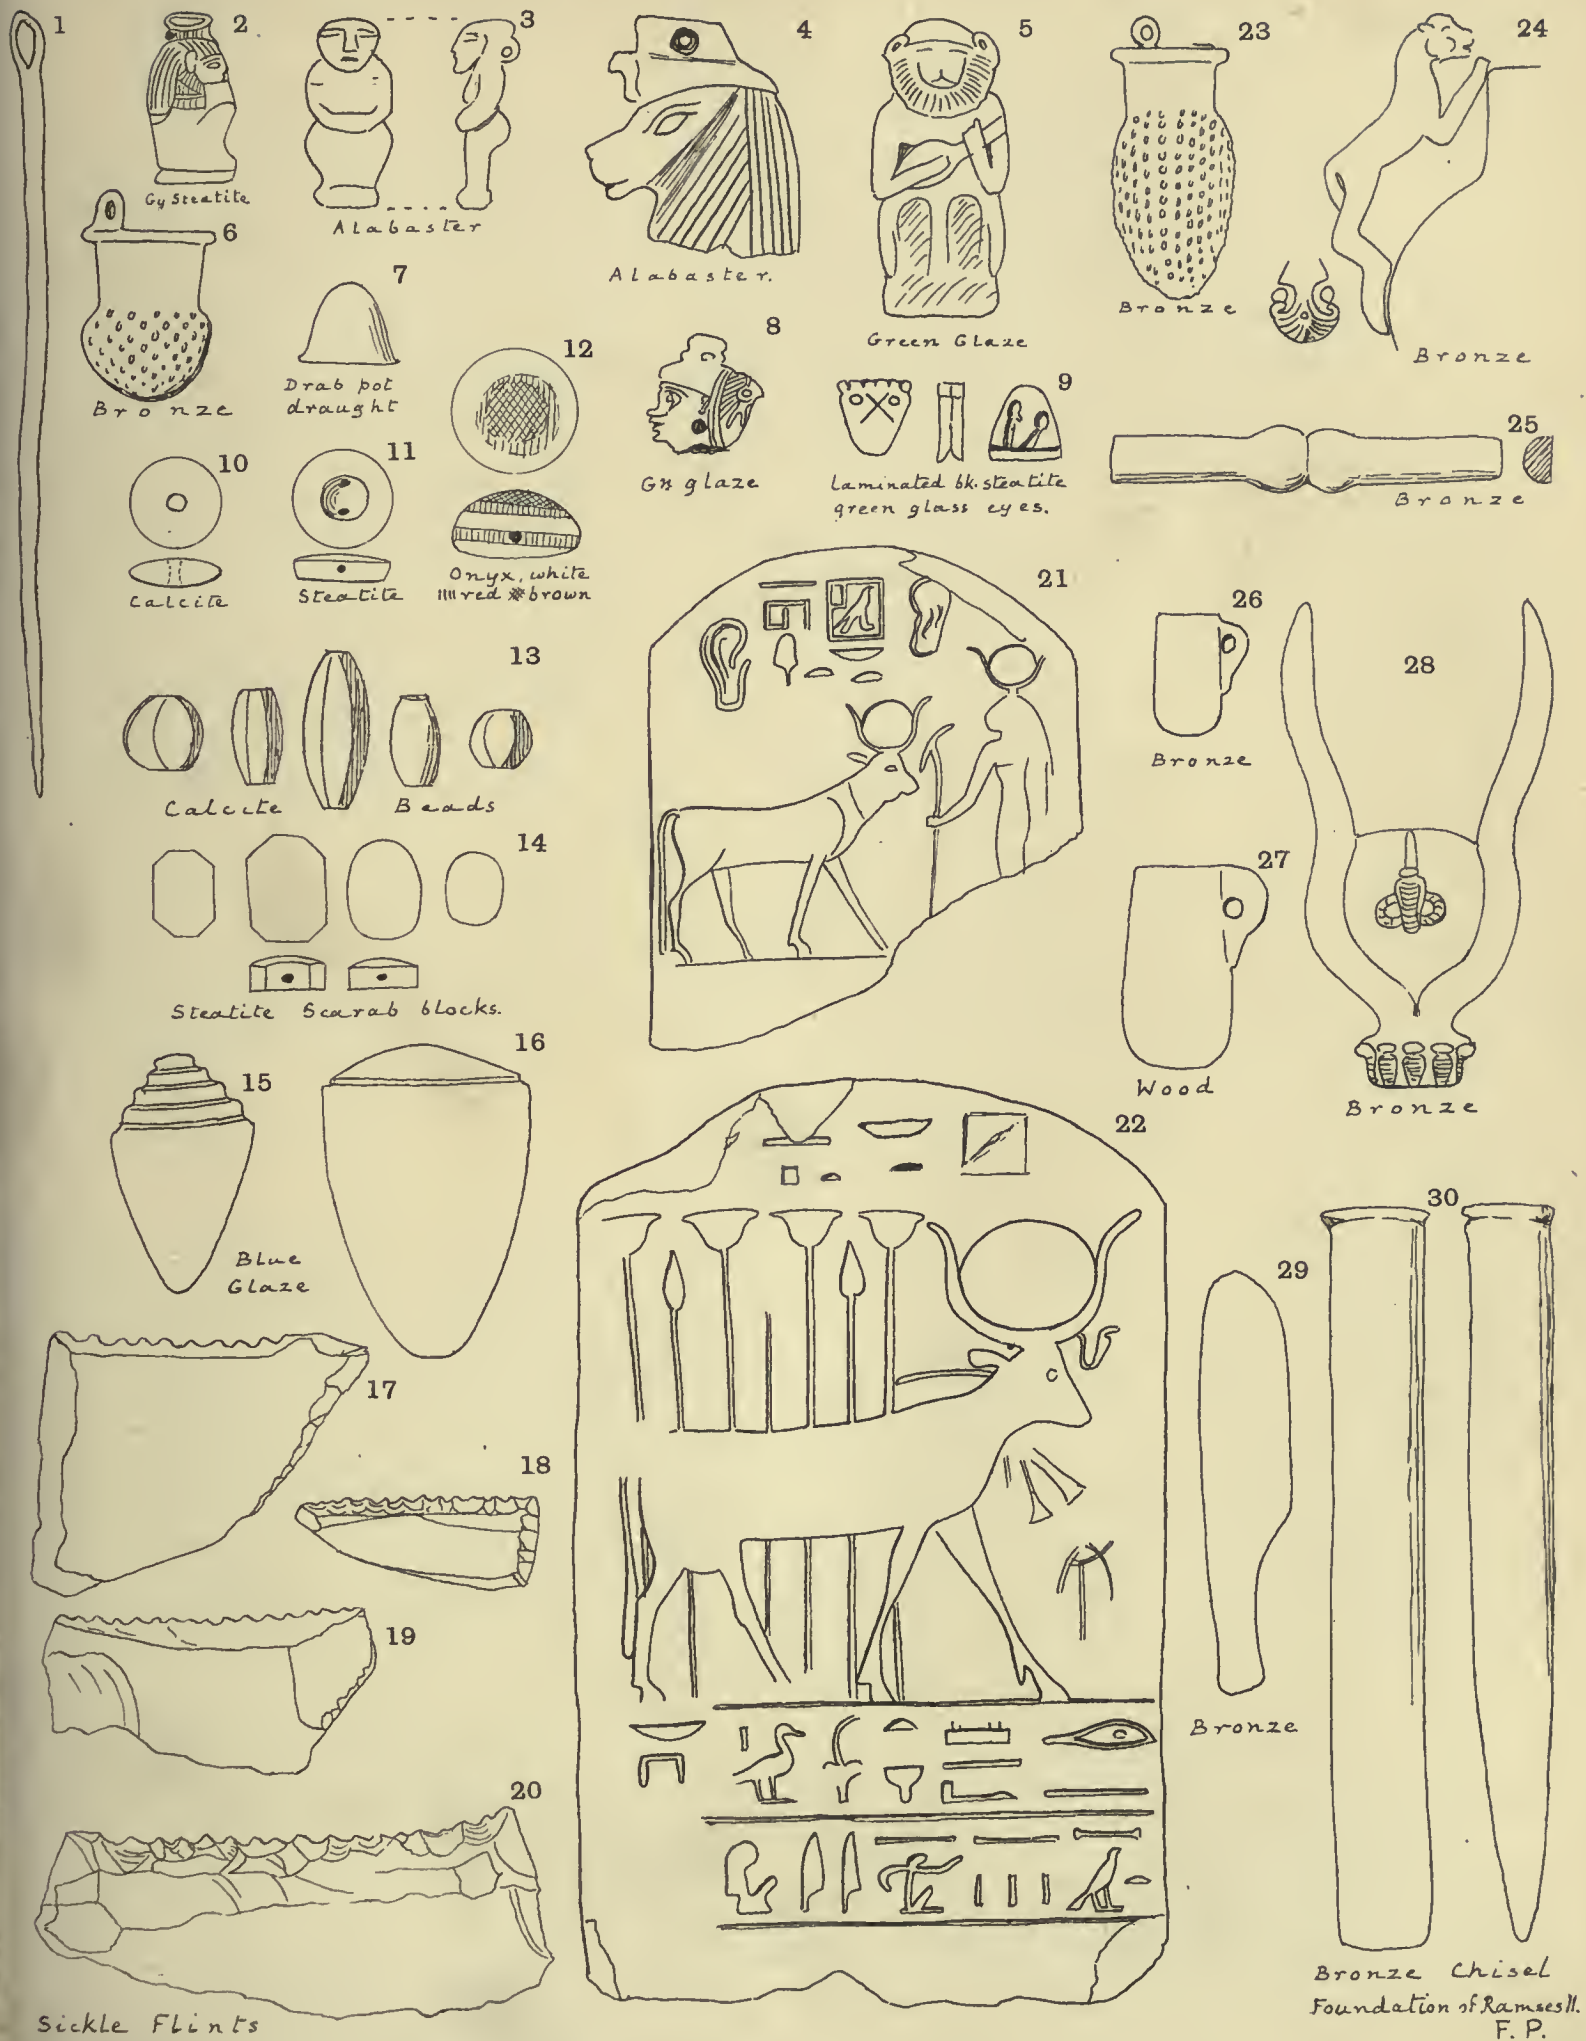 1
2
3
4
5
23
24
Gy Steatite
Alabaster
Alabaster.
Green Glaze
Bronze
Bronze
6
7
8
9
25
Bronze
Drab pot
draught
12
Gn glaze
laminated bk. steatite
green glass eyes.
Bronze
10
11
Calcite
Steatite
Onyx, white
red brown
21
26
28
13
Calcite Beads
Bronze
14
27
Steatite Scarab blocks.
Wood
Bronze
15
16
22
Blue
Glaze
30
29
17
18
19
Bronze
20
Sickle Flints
Bronze Chisel
Foundation of Ramses II.
F. P.